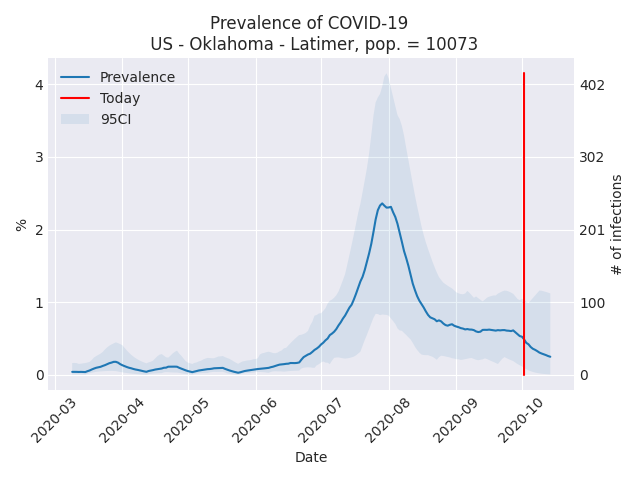 Prevalence of COVID-19
US - Oklahoma - Latimer, pop. = 10073
Prevalence
Today
95CI
%
4
3
2
1
0
# of infections
402
302
201
100
0
2020-03
2020-04
2020-05
2020-06
2020-07
2020-08
2020-09
2020-10
Date